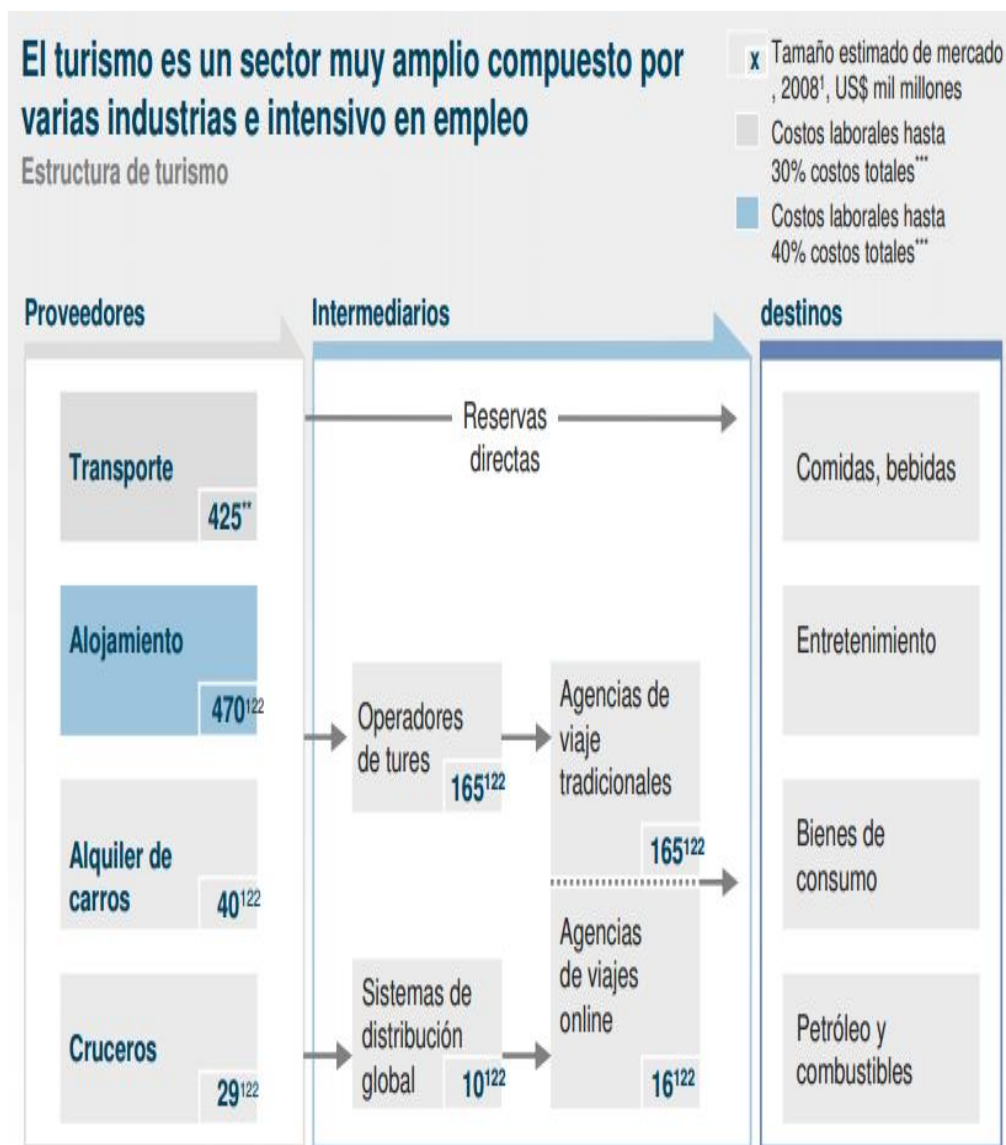 El turismo es un sector muy amplio compuesto por
varias industrias e intensivo en empleo
Estructura de turismo
x Tamaño estimado de mercado
, 2008¹, US$ mil millones
Costos laborales hasta
30% costos totales***
Costos laborales hasta
40% costos totales***
Proveedores
Transporte
425**
Alojamiento
470¹²²
Alquiler de
carros
40¹²²
Cruceros
29¹²²
Intermediarios
Reservas
directas
Operadores
de tures
165¹²²
Agencias de
viaje
tradicionales
165¹²²
Sistemas de
distribución
global
10¹²²
Agencias
de viajes
online
16¹²²
destinos
Comidas, bebidas
Entretenimiento
Bienes de
consumo
Petróleo y
combustibles